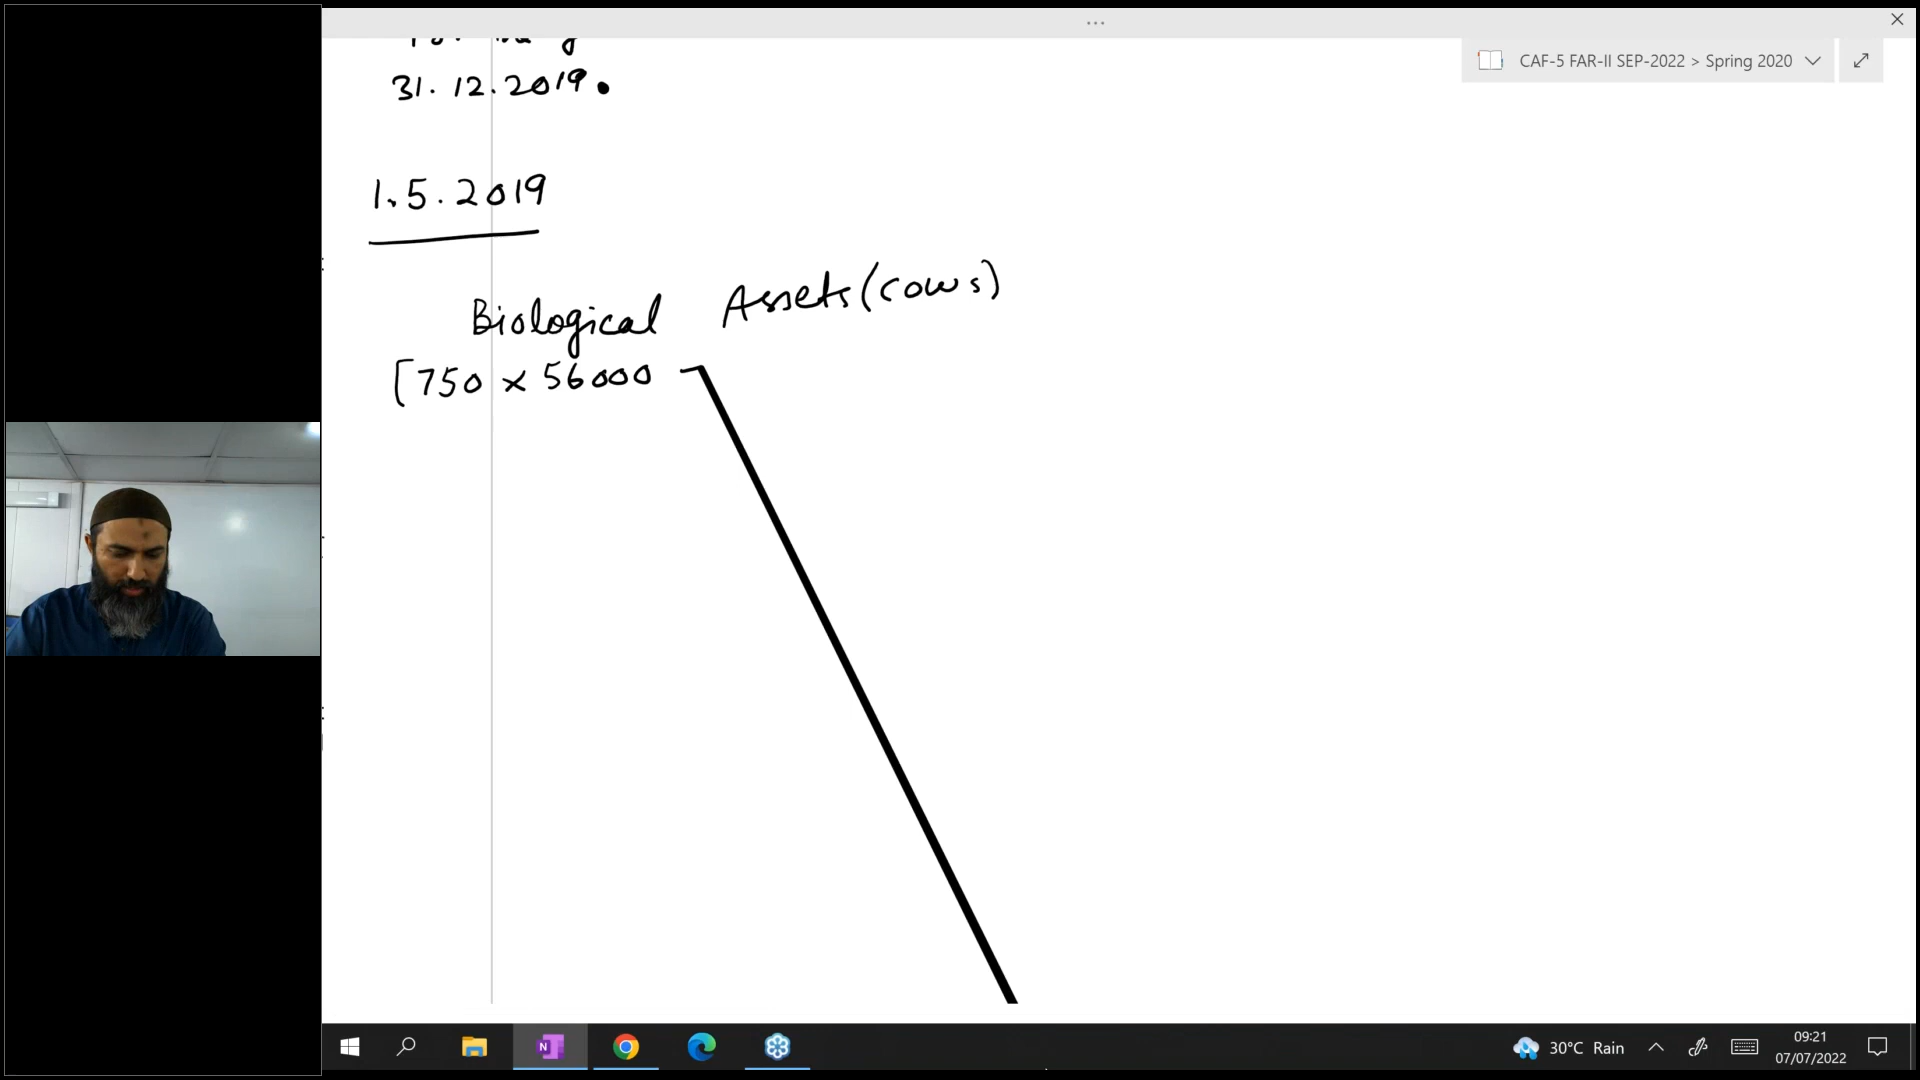 CAF-5 FAR-II SEP-2022 > Spring 2020
31.12.2019.
1.5.2019
Biological Assets (cows)
[750 x 56000 -
N
30°C Rain
09:21
07/07/2022